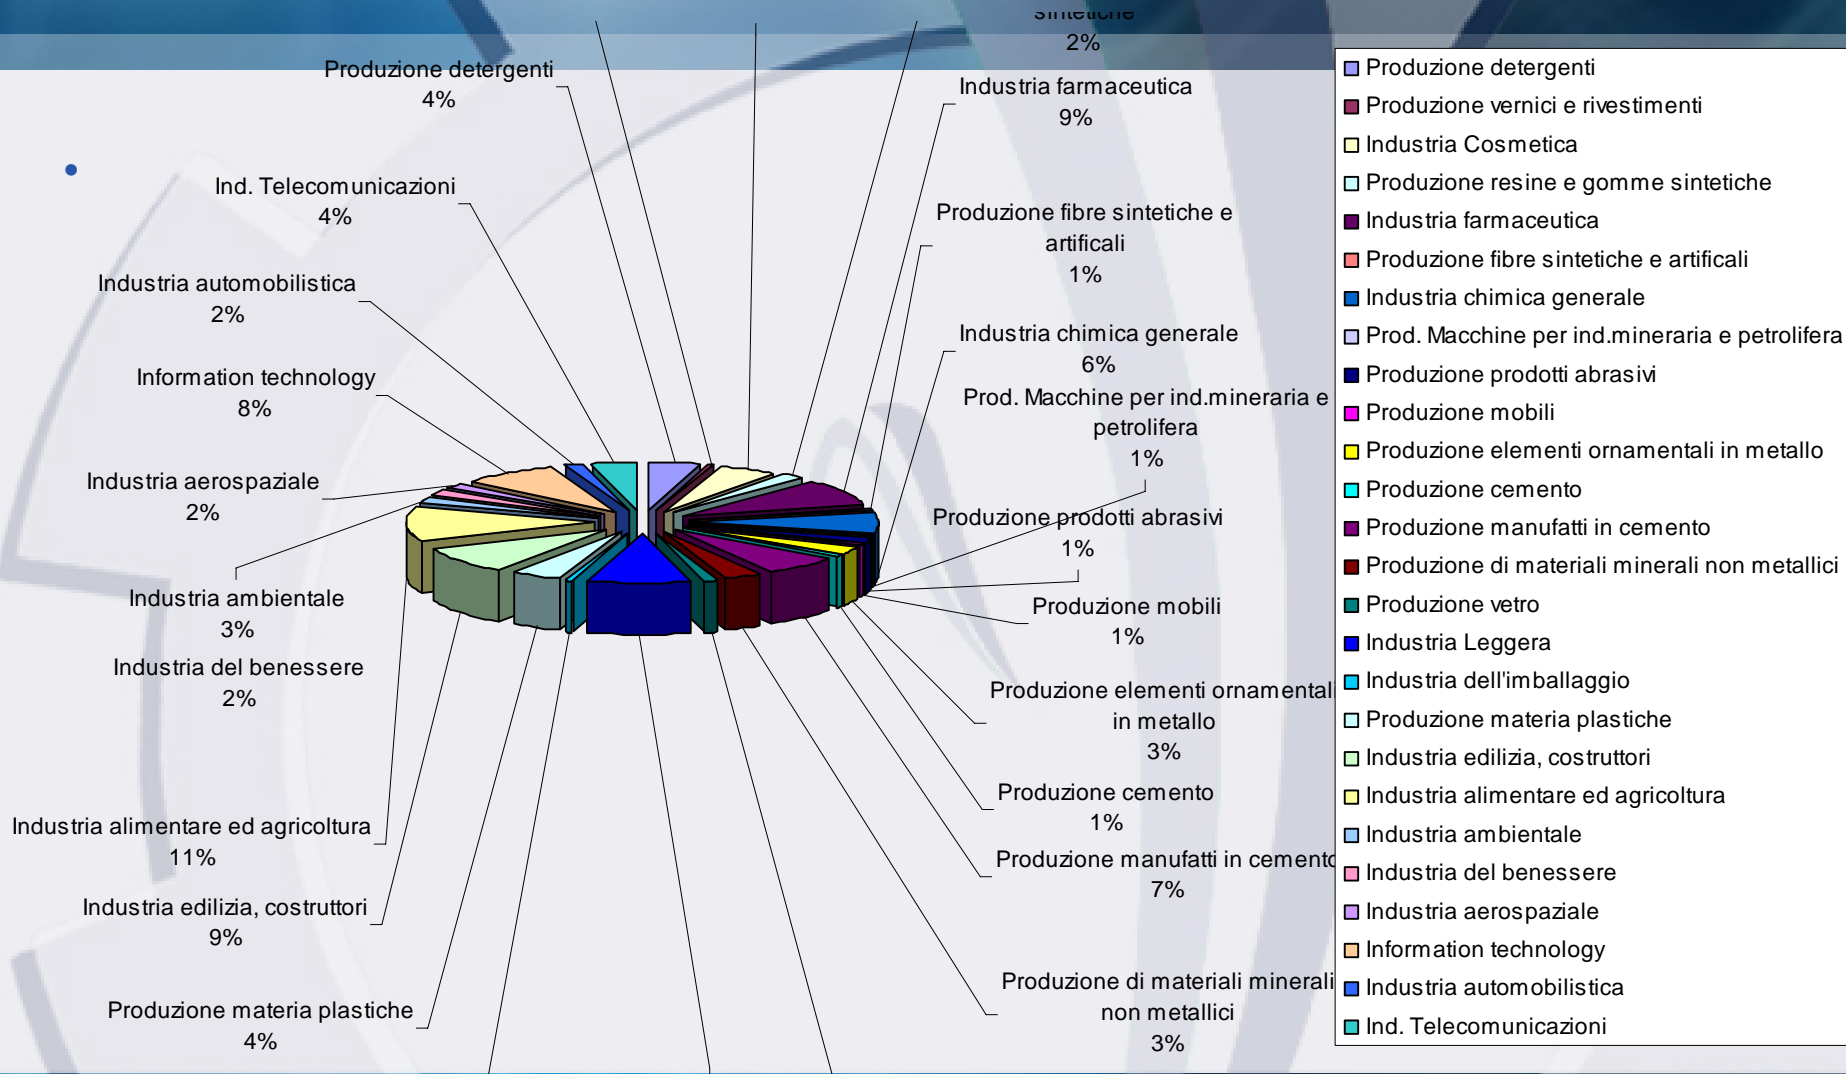 sintetiche
2%
Produzione detergenti
4%
Industria farmaceutica
9%
Ind. Telecomunicazioni
4%
Produzione fibre sintetiche e
artificali
1%
Industria automobilistica
2%
Industria chimica generale
6%
Information technology
8%
Prod. Macchine per ind.mineraria e
petrolifera
1%
Industria aerospaziale
2%
Produzione prodotti abrasivi
1%
Industria ambientale
3%
Produzione mobili
1%
Industria del benessere
2%
Produzione elementi ornamentali
in metallo
3%
Produzione cemento
1%
Industria alimentare ed agricoltura
11%
Produzione manufatti in cemento
7%
Industria edilizia, costruttori
9%
Produzione di materiali minerali
non metallici
3%
Produzione materia plastiche
4%
Produzione detergenti
Produzione vernici e rivestimenti
Industria Cosmetica
Produzione resine e gomme sintetiche
Industria farmaceutica
Produzione fibre sintetiche e artificali
Industria chimica generale
Prod. Macchine per ind.mineraria e petrolifera
Produzione prodotti abrasivi
Produzione mobili
Produzione elementi ornamentali in metallo
Produzione cemento
Produzione manufatti in cemento
Produzione di materiali minerali non metallici
Produzione vetro
Industria Leggera
Industria dell'imballaggio
Produzione materia plastiche
Industria edilizia, costruttori
Industria alimentare ed agricoltura
Industria ambientale
Industria del benessere
Industria aerospaziale
Information technology
Industria automobilistica
Ind. Telecomunicazioni